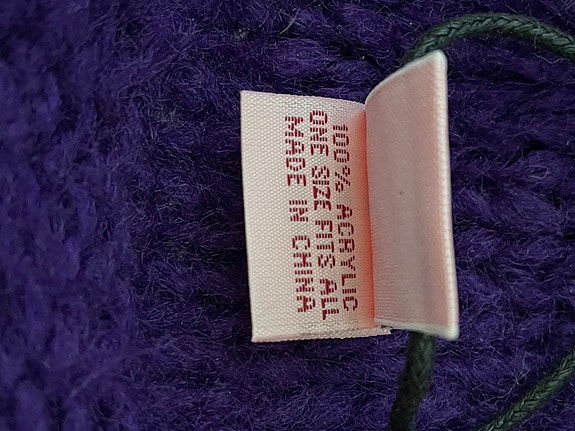 100% ACRYLIC
ONE SIZE FITS ALL
MADE IN CHINA